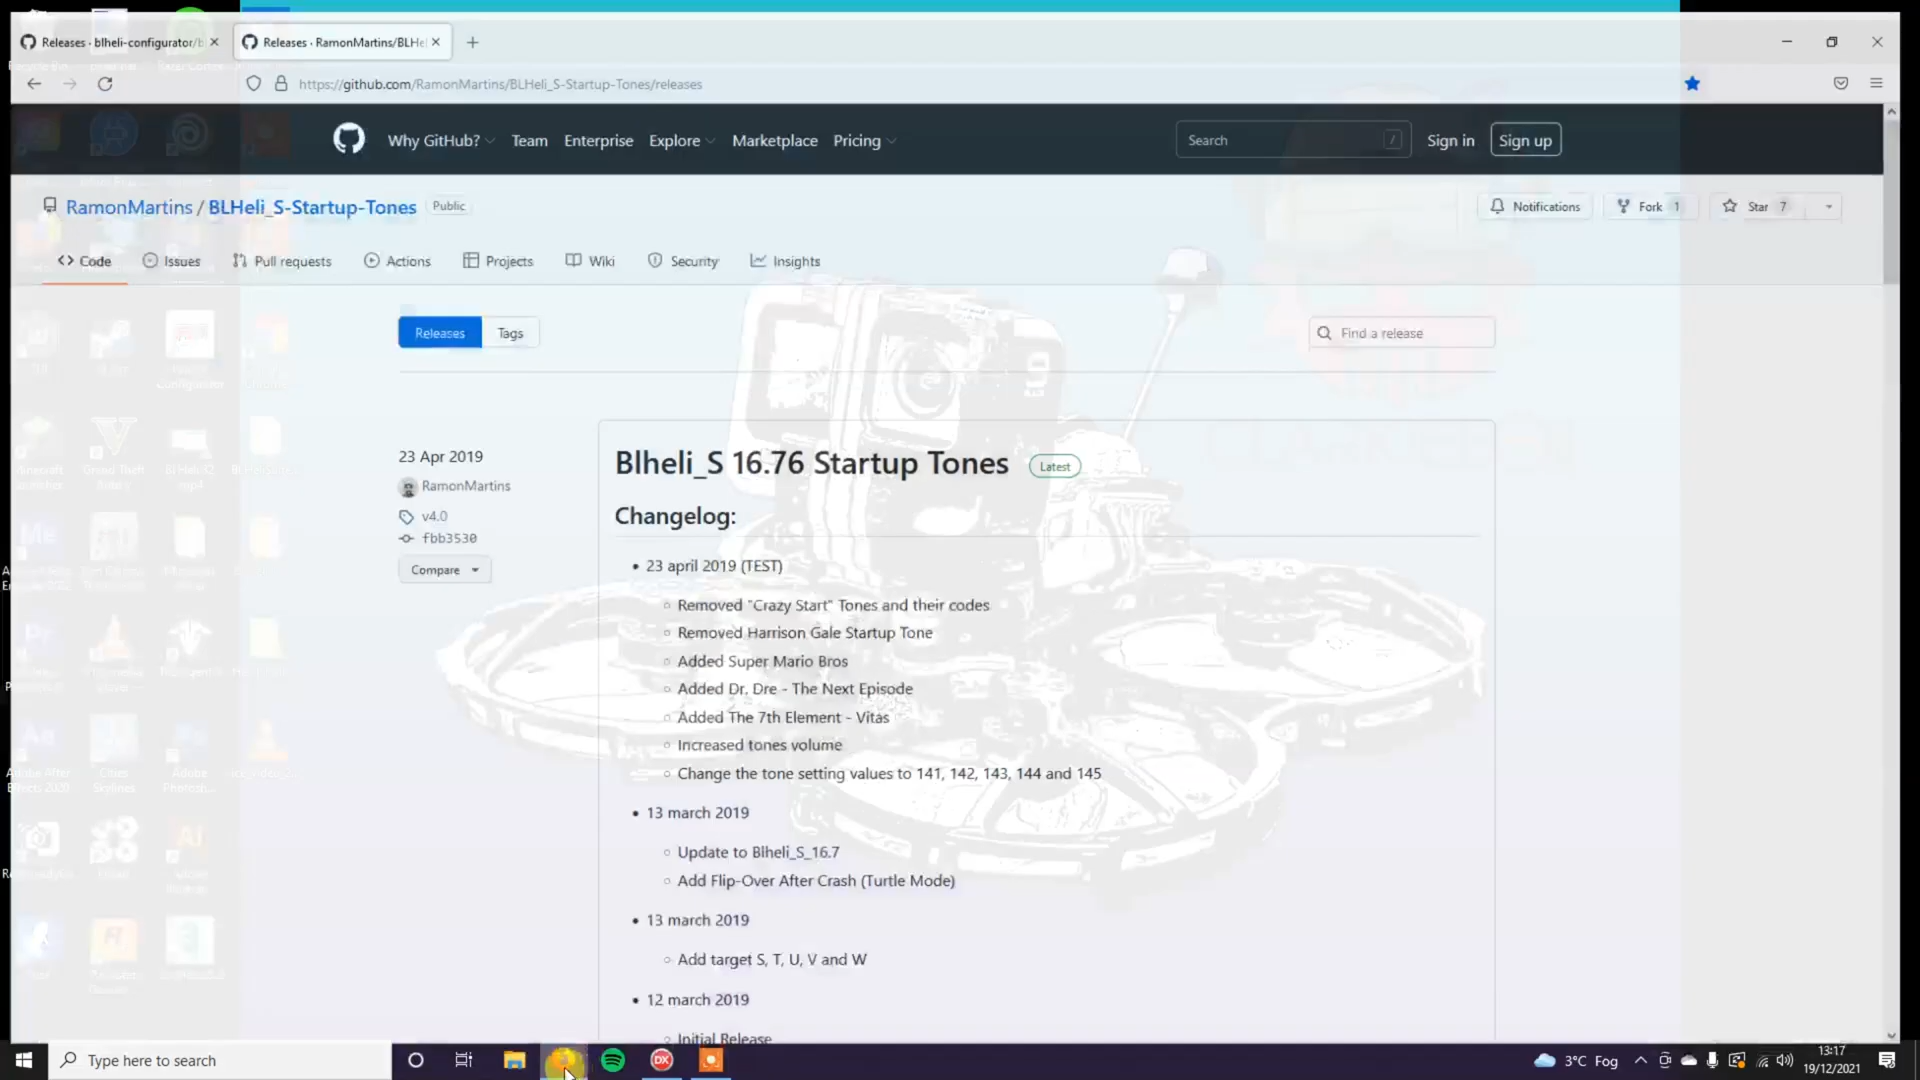 Releases · blheli-configurator/b
Releases · RamonMartins/BLHe
https://github.com/RamonMartins/BLHeli_S-Startup-Tones/releases
Why GitHub?
Team
Enterprise
Explore
Marketplace
Pricing
Search
/
Sign in
Sign up
RamonMartins / BLHeli_S-Startup-Tones
Public
Notifications
Fork 1
Star 7
Code
Issues
Pull requests
Actions
Projects
Wiki
Security
Insights
Releases
Tags
Find a release
23 Apr 2019
RamonMartins
v4.0
fbb3530
Compare
Blheli_S 16.76 Startup Tones
Latest
Changelog:
23 april 2019 (TEST)
Removed "Crazy Start" Tones and their codes
Removed Harrison Gale Startup Tone
Added Super Mario Bros
Added Dr. Dre - The Next Episode
Added The 7th Element - Vitas
Increased tones volume
Change the tone setting values to 141, 142, 143, 144 and 145
13 march 2019
Update to Blheli_S_16.7
Add Flip-Over After Crash (Turtle Mode)
13 march 2019
Add target S, T, U, V and W
12 march 2019
Initial Release
Type here to search
3°C Fog
13:17
19/12/2021